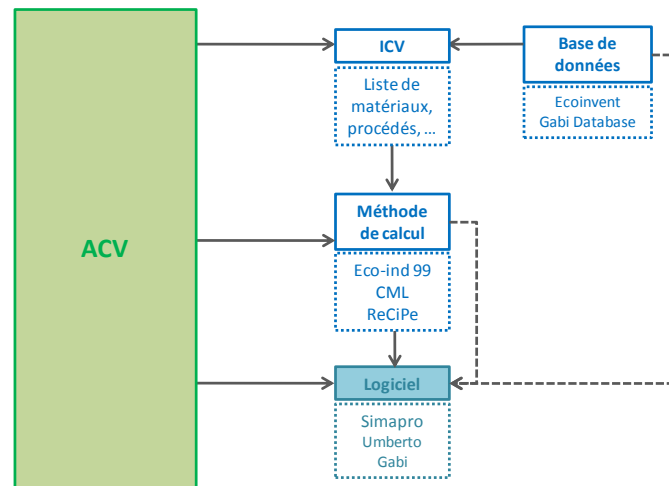 ACV
ICV
Liste de
matériaux,
procédés, ...
Base de
données
Ecoinvent
Gabi Database
Méthode
de calcul
Eco-ind 99
CML
ReCiPe
Logiciel
Simapro
Umberto
Gabi